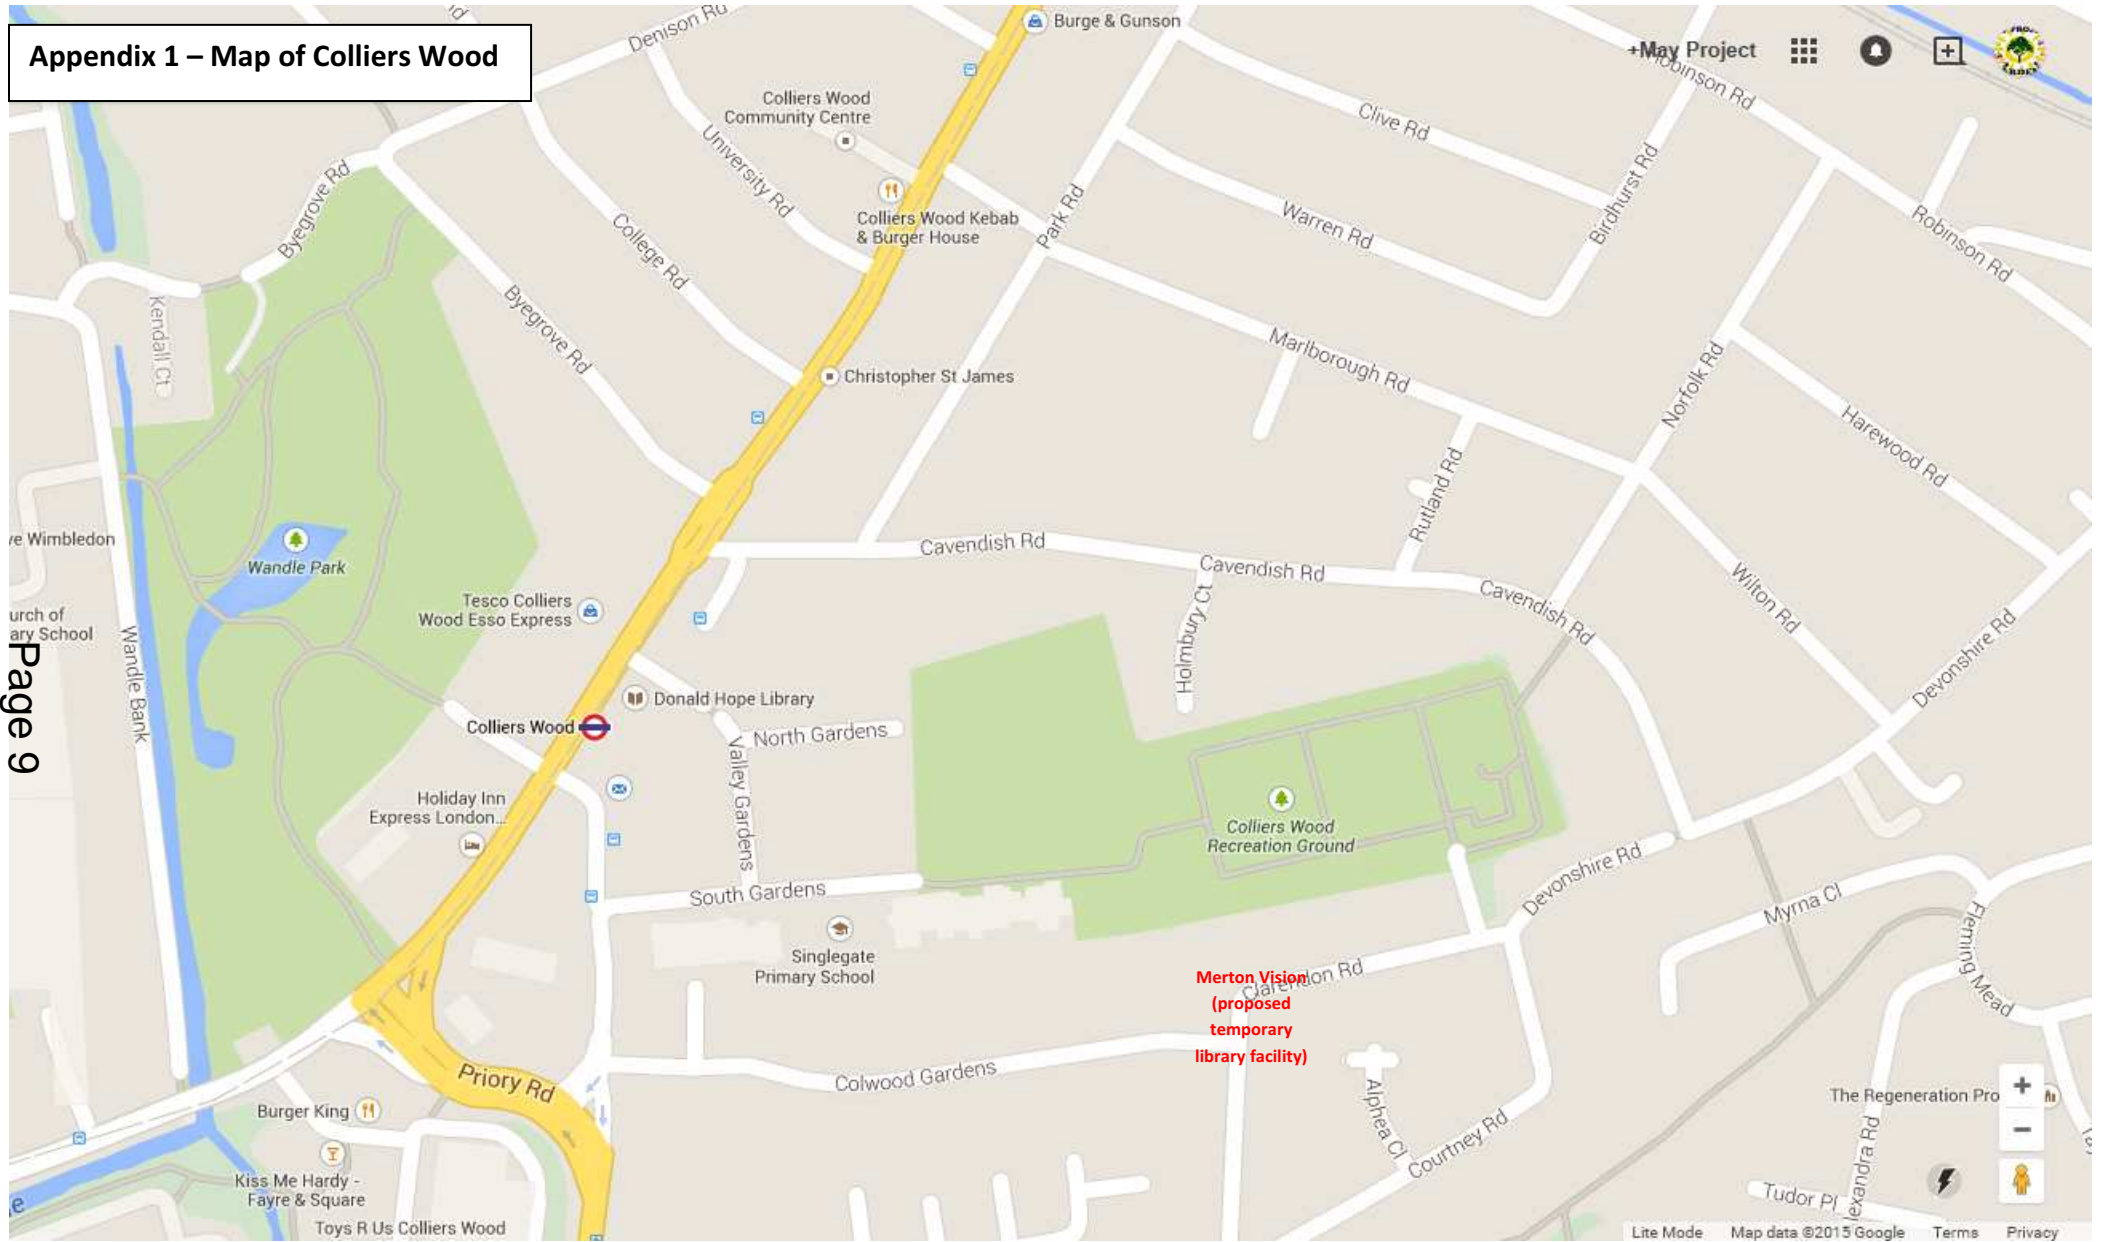 Appendix 1 – Map of Colliers Wood
Denison Rd
Burge & Gunson
+May Project
Robinson Rd
Colliers Wood
Community Centre
University Rd
Clive Rd
Byegrove Rd
Colliers Wood Kebab
& Burger House
Park Rd
Warren Rd
Birdhurst Rd
Robinson Rd
College Rd
Kendall Ct
Byegrove Rd
Marlborough Rd
Christopher St James
Norfolk Rd
Harewood Rd
Rutland Rd
Wimbledon
Wandle Park
Cavendish Rd
Cavendish Rd
Cavendish Rd
Wilton Rd
Tesco Colliers
Wood Esso Express
Holmbury Ct
Devonshire Rd
of
School
Page 9
Wandle Bank
Donald Hope Library
Colliers Wood
North Gardens
Valley Gardens
Holiday Inn
Express London...
Colliers Wood
Recreation Ground
South Gardens
Devonshire Rd
Myrna Cl
Fleming Mead
Singlegate
Primary School
Merton Vision
(proposed
temporary
library facility)
Clarendon Rd
Priory Rd
Colwood Gardens
Alphea Cl
Courtney Rd
The Regeneration Pro
Burger King
Kiss Me Hardy -
Fayre & Square
Toys R Us Colliers Wood
Tudor Pl
lexandra Rd
+
−
Lite Mode Map data ©2015 Google Terms Privacy